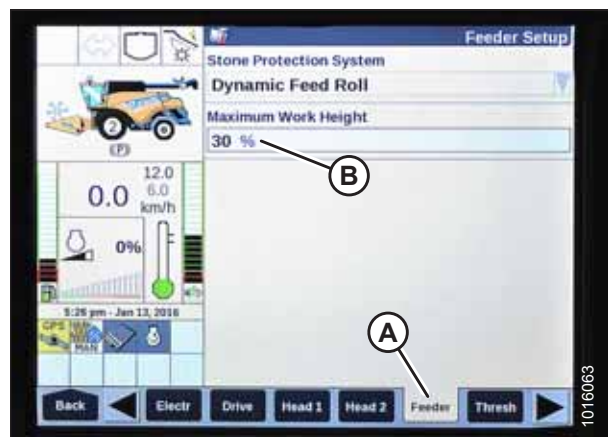 Feeder Setup
Stone Protection System
Dynamic Feed Roll
Maximum Work Height
30 %
B
2
(P)
12.0
0.0 6.0
km/h
0%
F
5:26 pm - Jan 13, 2016
GPS
MAN
A
Back Electr Drive Head 1 Head 2 Feeder Thresh
1016063